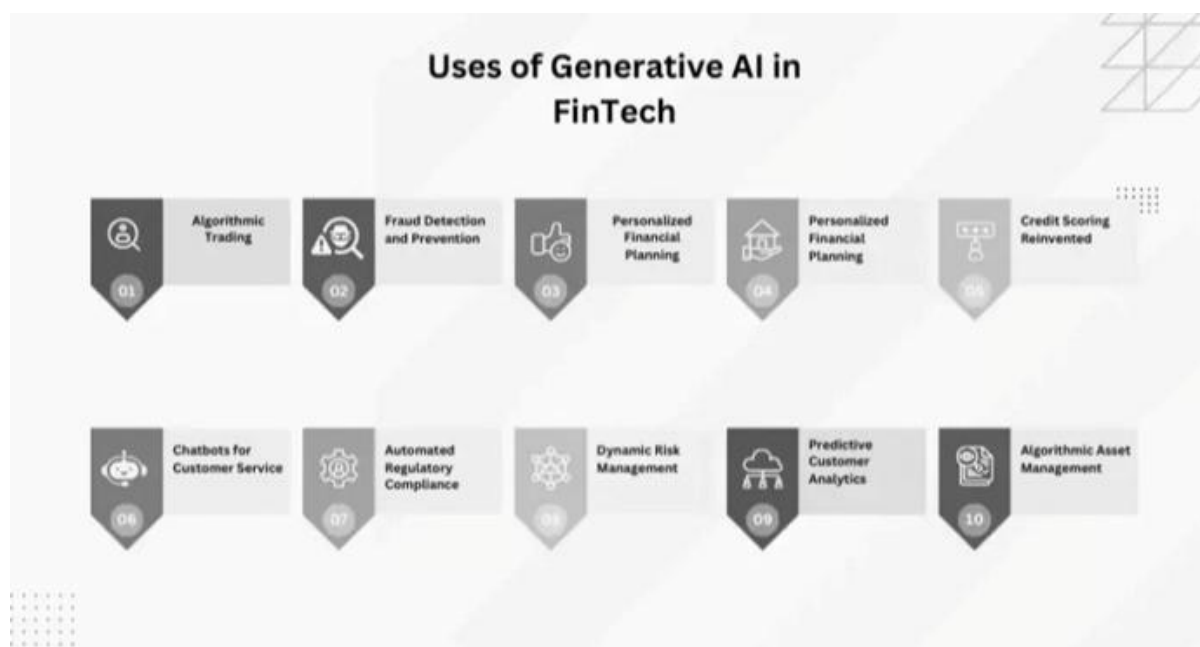 Uses of Generative AI in
FinTech
Algorithmic
Trading
01
Fraud Detection
and Prevention
02
Personalized
Financial
Planning
03
Personalized
Financial
Planning
04
Credit Scoring
Reinvented
05
Chatbots for
Customer Service
06
Automated
Regulatory
Compliance
07
Dynamic Risk
Management
08
Predictive
Customer
Analytics
09
Algorithmic Asset
Management
10